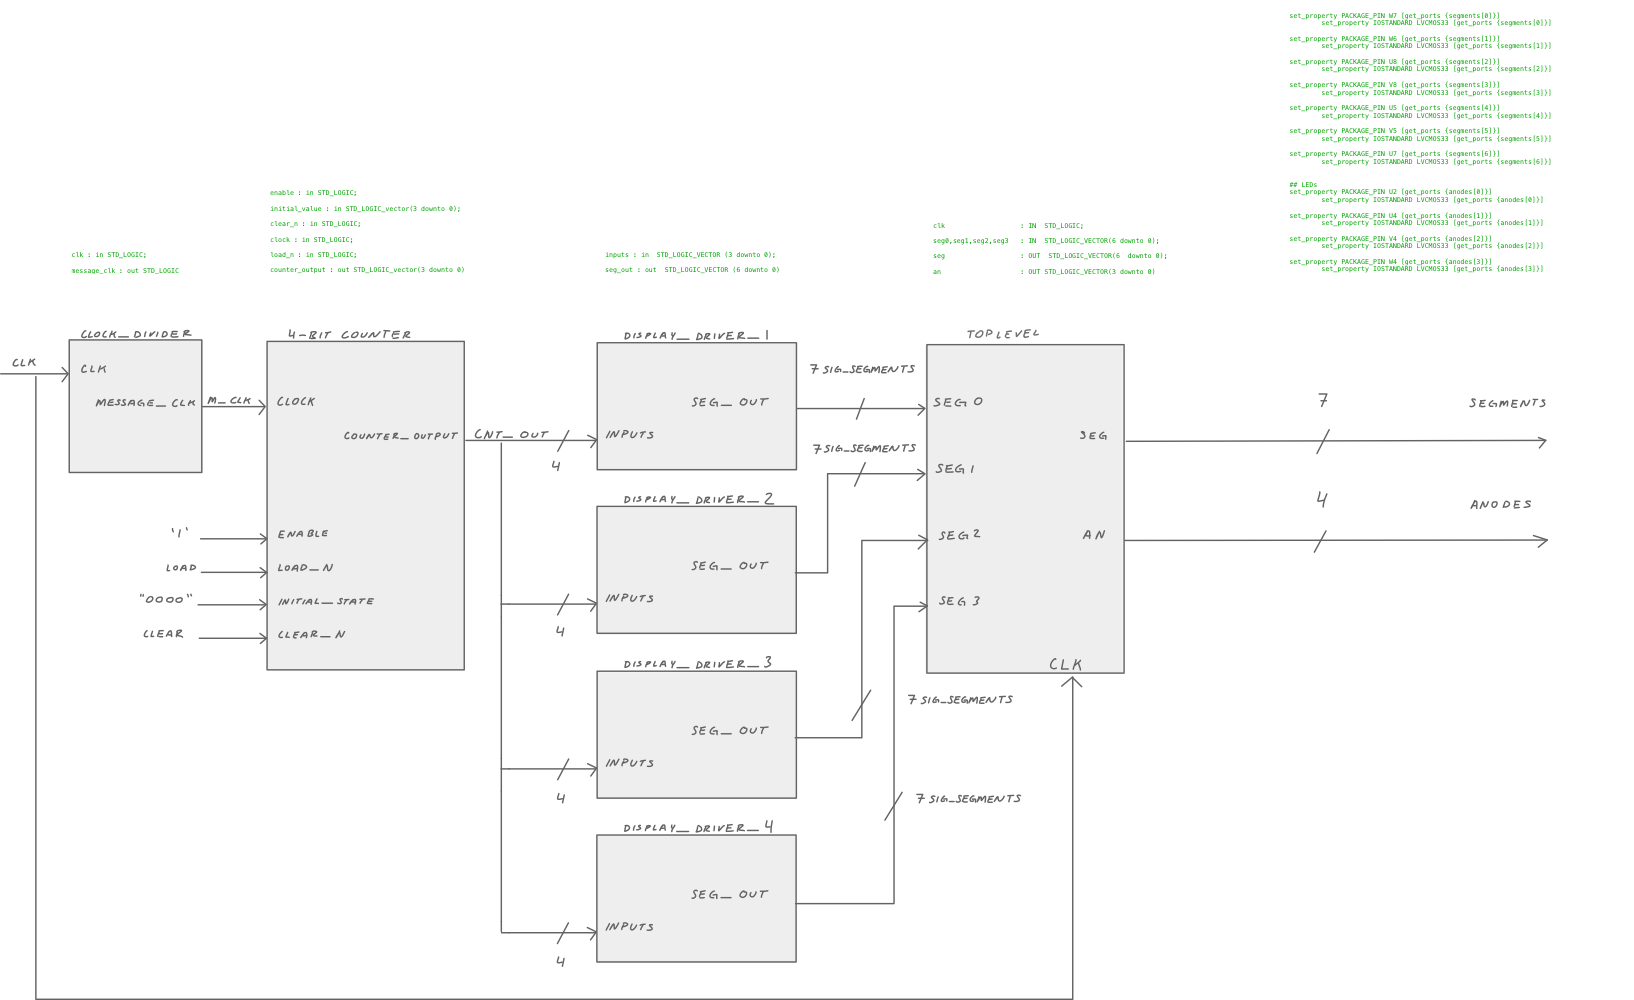 set_property PACKAGE_PIN W7 [get_ports {segments[0]}]
set_property IOSTANDARD LVCMOS33 [get_ports {segments[0]}]
set_property PACKAGE_PIN W6 [get_ports {segments[1]}]
set_property IOSTANDARD LVCMOS33 [get_ports {segments[1]}]
set_property PACKAGE_PIN U8 [get_ports {segments[2]}]
set_property IOSTANDARD LVCMOS33 [get_ports {segments[2]}]
set_property PACKAGE_PIN V8 [get_ports {segments[3]}]
set_property IOSTANDARD LVCMOS33 [get_ports {segments[3]}]
set_property PACKAGE_PIN U5 [get_ports {segments[4]}]
set_property IOSTANDARD LVCMOS33 [get_ports {segments[4]}]
set_property PACKAGE_PIN V5 [get_ports {segments[5]}]
set_property IOSTANDARD LVCMOS33 [get_ports {segments[5]}]
set_property PACKAGE_PIN U7 [get_ports {segments[6]}]
set_property IOSTANDARD LVCMOS33 [get_ports {segments[6]}]
## LEDs
set_property PACKAGE_PIN U2 [get_ports {anodes[0]}]
set_property IOSTANDARD LVCMOS33 [get_ports {anodes[0]}]
set_property PACKAGE_PIN U4 [get_ports {anodes[1]}]
set_property IOSTANDARD LVCMOS33 [get_ports {anodes[1]}]
set_property PACKAGE_PIN V4 [get_ports {anodes[2]}]
set_property IOSTANDARD LVCMOS33 [get_ports {anodes[2]}]
set_property PACKAGE_PIN W4 [get_ports {anodes[3]}]
set_property IOSTANDARD LVCMOS33 [get_ports {anodes[3]}]
clk : in STD_LOGIC;
message_clk : out STD_LOGIC
enable : in STD_LOGIC;
initial_value : in STD_LOGIC_vector(3 downto 0);
clear_n : in STD_LOGIC;
clock : in STD_LOGIC;
load_n : in STD_LOGIC;
counter_output : out STD_LOGIC_vector(3 downto 0)
inputs : in  STD_LOGIC_VECTOR (3 downto 0);
seg_out : out  STD_LOGIC_VECTOR (6 downto 0)
clk : IN  STD_LOGIC;
seg0,seg1,seg2,seg3 : IN  STD_LOGIC_VECTOR(6 downto 0);
seg : OUT  STD_LOGIC_VECTOR(6  downto 0);
an : OUT STD_LOGIC_VECTOR(3 downto 0)
CLK
CLOCK_DIVIDER
CLK
MESSAGE_CLK
M_CLK
4-BIT COUNTER
CLOCK
COUNTER_OUTPUT
ENABLE
LOAD_N
INITIAL_STATE
CLEAR_N
'1'
LOAD
"0000"
CLEAR
CNT_OUT
4
DISPLAY_DRIVER_1
SEG_OUT
INPUTS
7 SIG_SEGMENTS
DISPLAY_DRIVER_2
SEG_OUT
INPUTS
4
7 SIG_SEGMENTS
DISPLAY_DRIVER_3
SEG_OUT
INPUTS
4
7 SIG_SEGMENTS
DISPLAY_DRIVER_4
SEG_OUT
INPUTS
4
7 SIG_SEGMENTS
TOPLEVEL
SEG 0
SEG 1
SEG 2
SEG 3
SEG
AN
CLK
7
SEGMENTS
4
ANODES